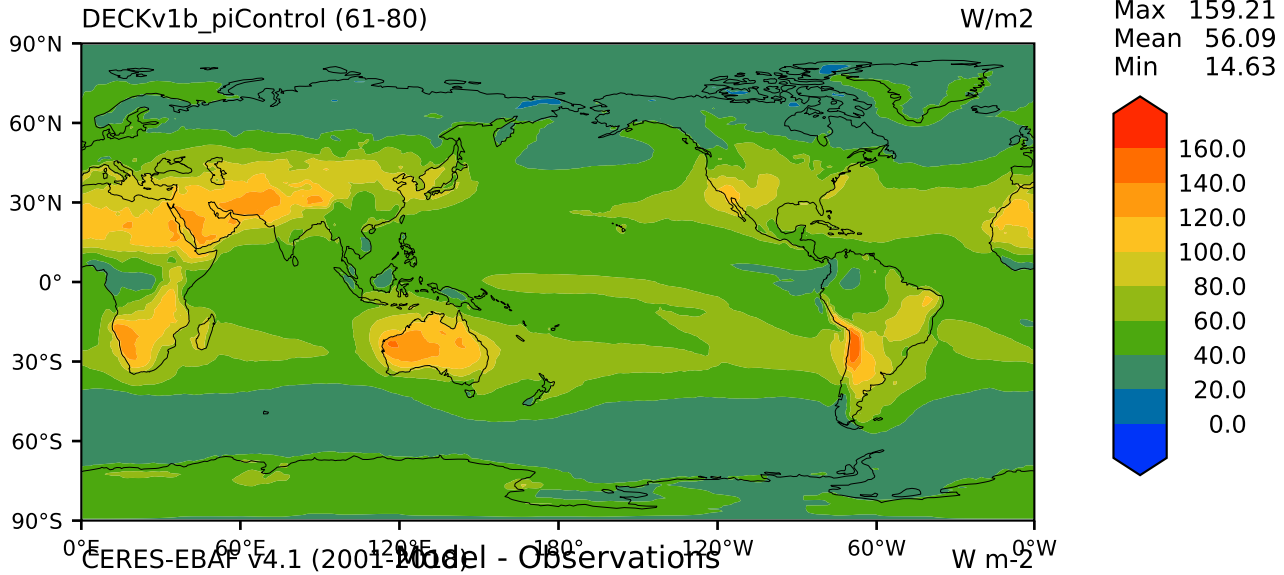 DECKv1b_piControl (61-80) W/m2
Max 159.21
Mean 56.09
Min 14.63
90°N
60°N
30°N
0°
30°S
60°S
90°S
160.0
140.0
120.0
100.0
80.0
60.0
40.0
20.0
0.0
0°E 60°E 120°E 180° 120°W 60°W 0°W
CERES-EBAF v4.1 (2001-2018) Model - Observations W m-2